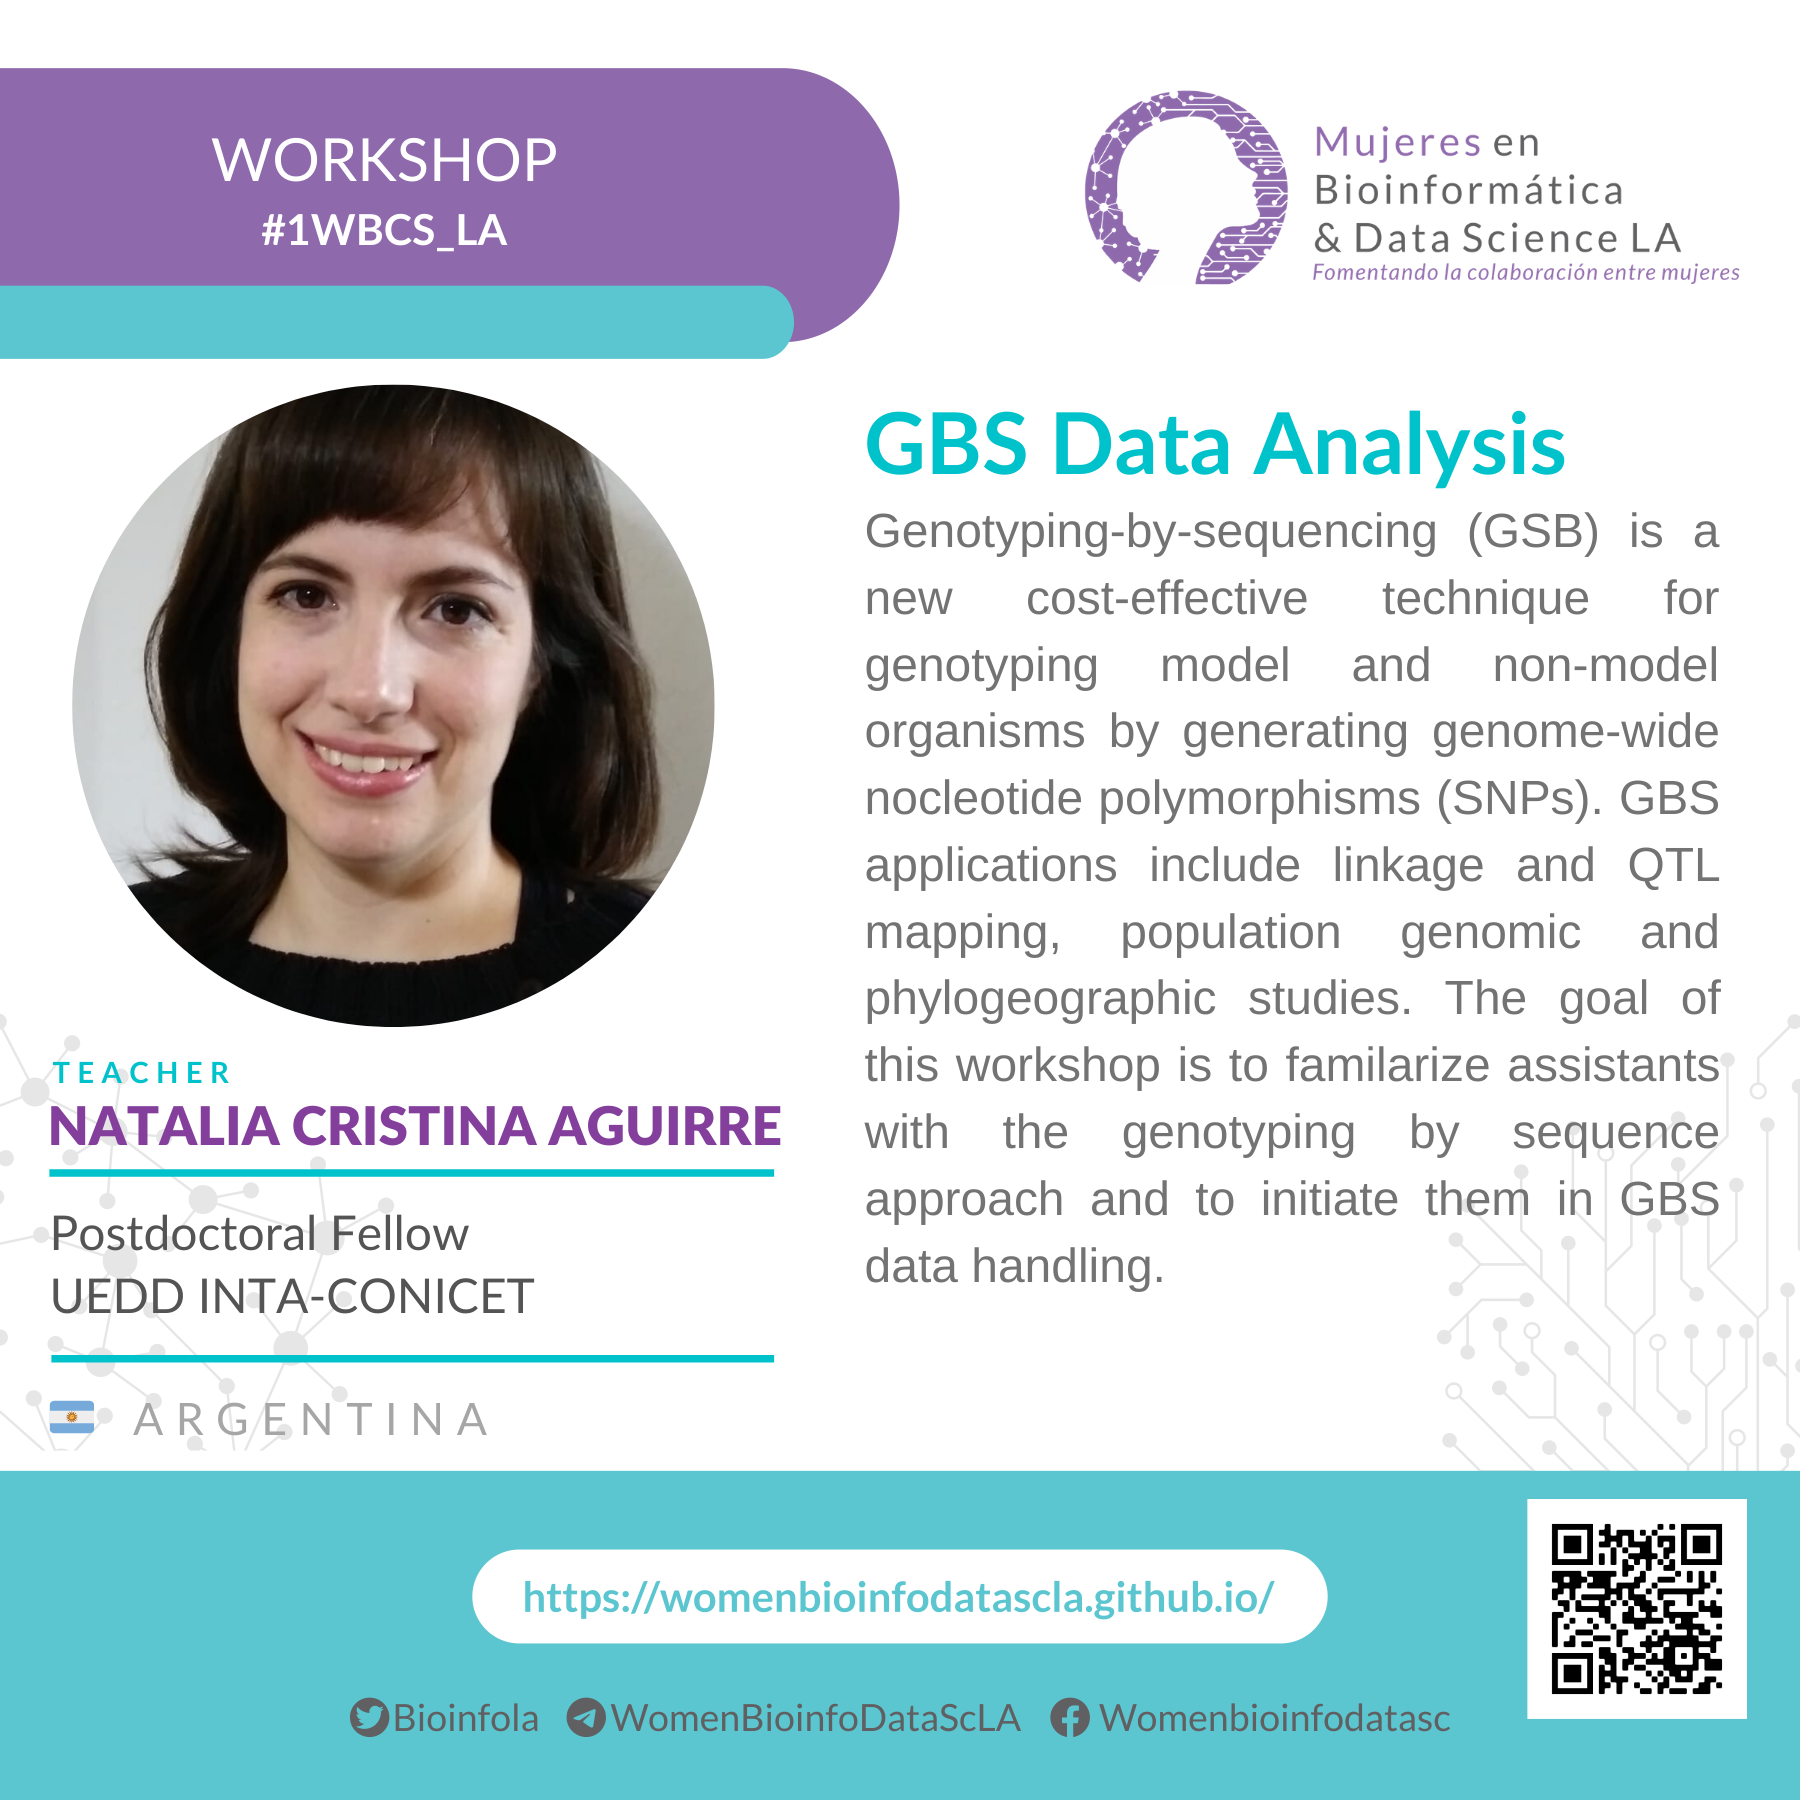 WORKSHOP
#1WBCS_LA
Mujeres en
Bioinformática
& Data Science LA
Fomentando la colaboración entre mujeres
TEACHER
NATALIA CRISTINA AGUIRRE
Postdoctoral Fellow
UEDD INTA-CONICET
ARGENTINA
GBS Data Analysis
Genotyping-by-sequencing (GSB) is a
new cost-effective technique for
genotyping model and non-model
organisms by generating genome-wide
nocleotide polymorphisms (SNPs). GBS
applications include linkage and QTL
mapping, population genomic and
phylogeographic studies. The goal of
this workshop is to familarize assistants
with the genotyping by sequence
approach and to initiate them in GBS
data handling.
https://womenbioinfodatascla.github.io/
Bioinfola WomenBioinfoDataScLA Womenbioinfodatasc